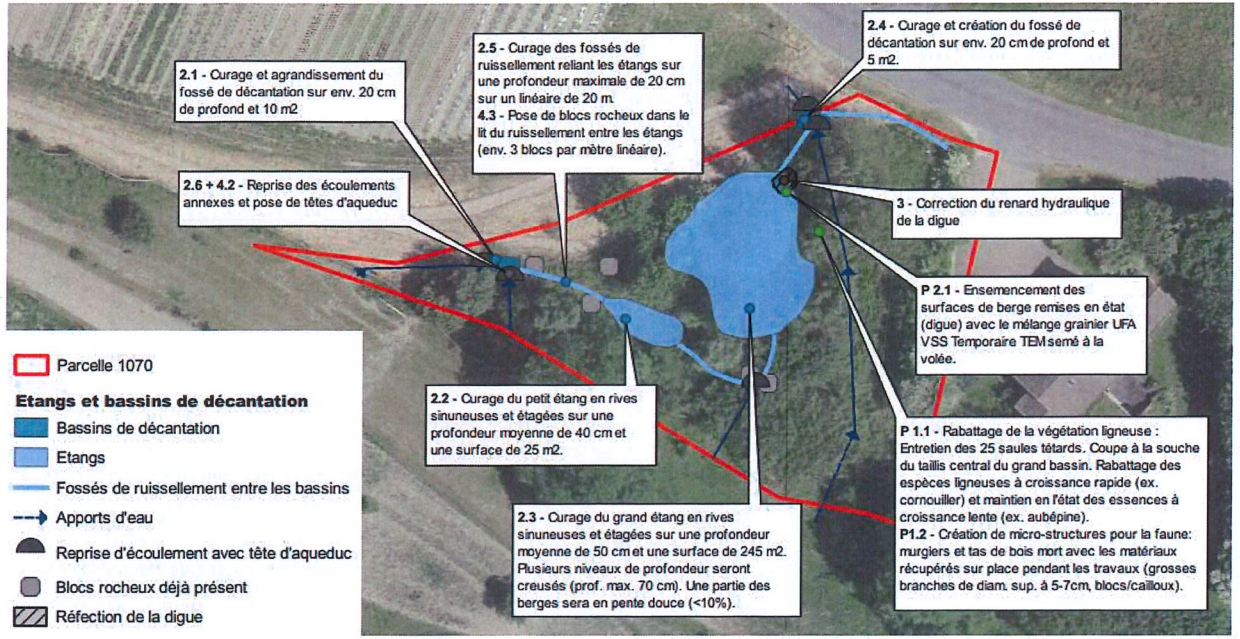 2.1 - Curage et agrandissement du
fossé de décantation sur env. 20 cm
de profond et 10 m2
2.5 - Curage des fossés de
ruissellement reliant les étangs sur
une profondeur maximale de 20 cm
sur un linéaire de 20 m.
4.3 - Pose de blocs rocheux dans le
lit du ruissellement entre les étangs
(env. 3 blocs par mètre linéaire).
2.4 - Curage et création du fossé de
décantation sur env. 20 cm de profond et
5 m2.
2.6 + 4.2 - Reprise des écoulements
annexes et pose de têtes d'aqueduc
3 - Correction du renard hydraulique
de la digue
P 2.1 - Ensemencement des
surfaces de berge remises en état
(digue) avec le mélange grainier UFA
VSS Temporaire TEM semé à la
volée.
2.2 - Curage du petit étang en rives
sinuneuses et étagées sur une
profondeur moyenne de 40 cm et
une surface de 25 m2.
2.3 - Curage du grand étang en rives
sinuneuses et étagées sur une profondeur
moyenne de 50 cm et une surface de 245 m2.
Plusieurs niveaux de profondeur seront
creusés (prof. max. 70 cm). Une partie des
berges sera en pente douce (<10%).
P 1.1 - Rabattage de la végétation ligneuse :
Entretien des 25 saules têtards. Coupe à la souche
du taillis central du grand bassin. Rabattage des
espèces ligneuses à croissance rapide (ex.
cornouiller) et maintien en l'état des essences à
croissance lente (ex. aubépine).
P1.2 - Création de micro-structures pour la faune:
murgiers et tas de bois mort avec les matériaux
récupérés sur place pendant les travaux (grosses
branches de diam. sup. à 5-7cm, blocs/cailloux).
Parcelle 1070
Etangs et bassins de décantation
Bassins de décantation
Etangs
Fossés de ruissellement entre les bassins
Apports d'eau
Reprise d'écoulement avec tête d'aqueduc
Blocs rocheux déjà présent
Réfection de la digue